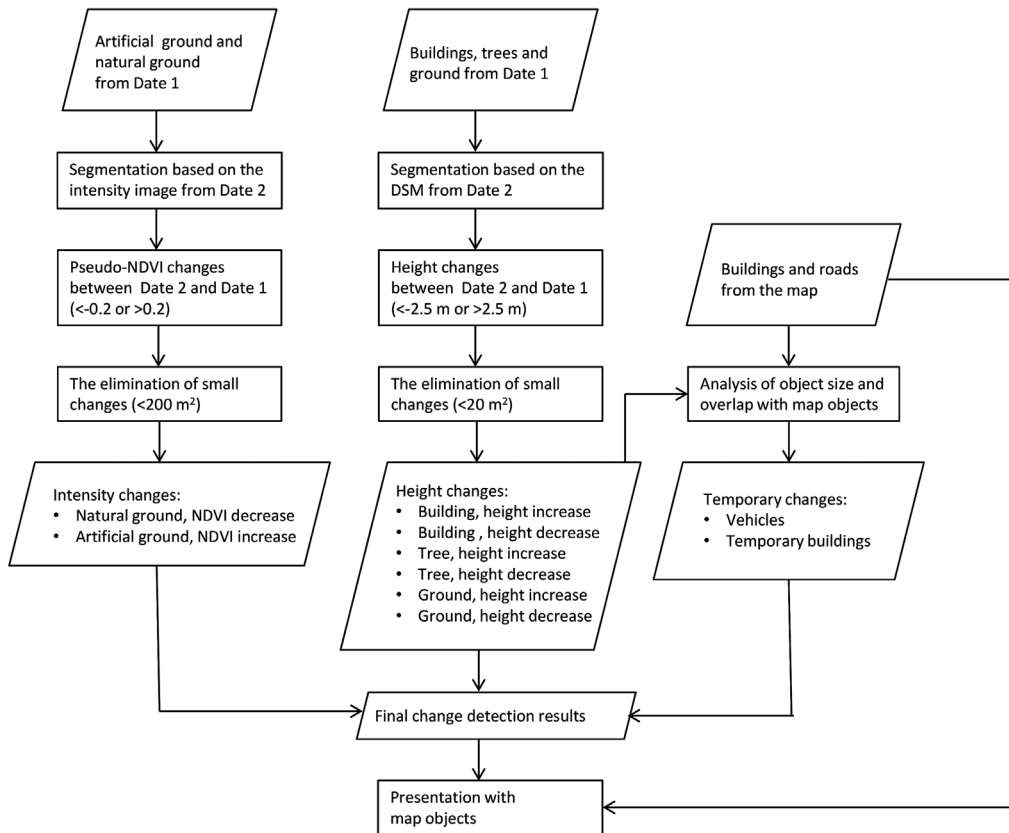 Artificial ground and
natural ground
from Date 1
Segmentation based on the
intensity image from Date 2
Pseudo-NDVI changes
between Date 2 and Date 1
(<-0.2 or >0.2)
The elimination of small
changes (<200 m²)
Intensity changes:
• Natural ground, NDVI decrease
• Artificial ground, NDVI increase
Buildings, trees and
ground from Date 1
Segmentation based on the
DSM from Date 2
Height changes
between Date 2 and Date 1
(<-2.5 m or >2.5 m)
The elimination of small
changes (<20 m²)
Height changes:
• Building, height increase
• Building , height decrease
• Tree, height increase
• Tree, height decrease
• Ground, height increase
• Ground, height decrease
Buildings and roads
from the map
Analysis of object size and
overlap with map objects
Temporary changes:
• Vehicles
• Temporary buildings
Final change detection results
Presentation with
map objects